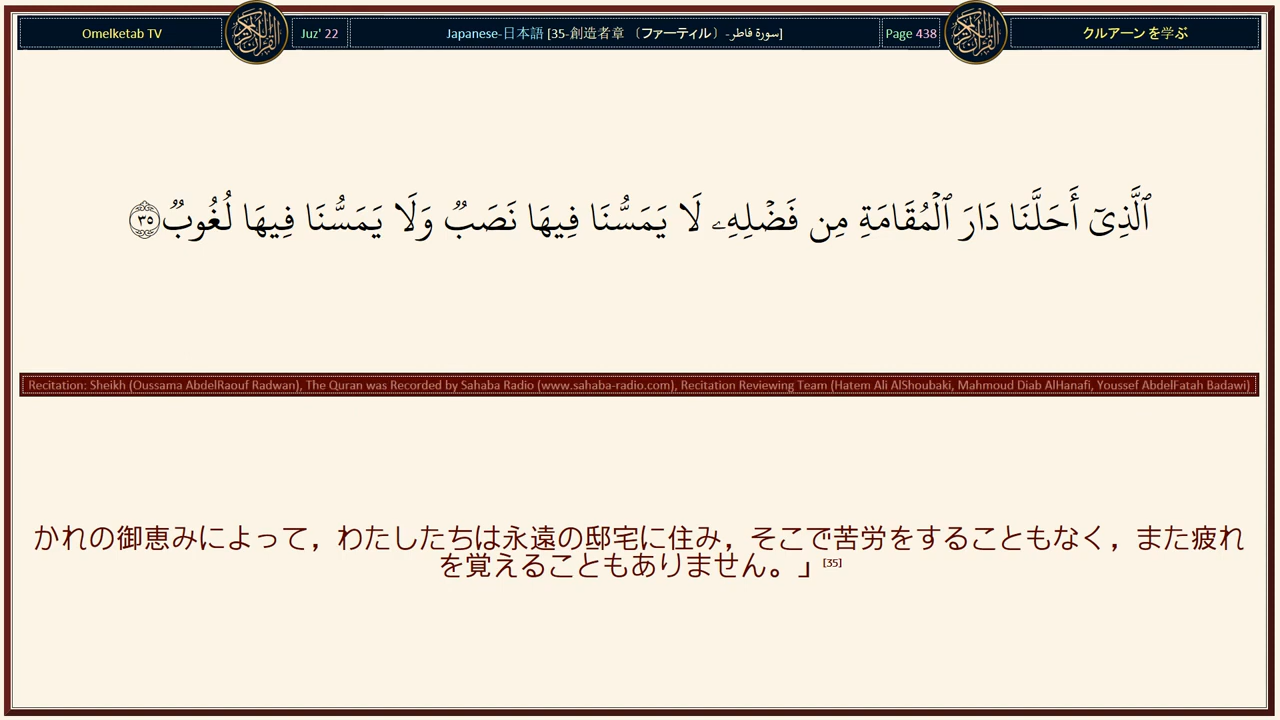 Omelketab TV
Juz' 22
Japanese-日本語 [35-創造者章 〔ファーティル〕-سورة فاطر]
Page 438
クルアーン を学ぶ
ٱلَّذِىٓ أَحَلَّنَا دَارَ ٱلْمُقَامَةِ مِن فَضْلِهِۦ لَا يَمَسُّنَا فِيهَا نَصَبٌ وَلَا يَمَسُّنَا فِيهَا لُغُوبٌ ٣٥
Recitation: Sheikh (Oussama AbdelRaouf Radwan), The Quran was Recorded by Sahaba Radio (www.sahaba-radio.com), Recitation Reviewing Team (Hatem Ali AlShoubaki, Mahmoud Diab AlHanafi, Youssef AbdelFatah Badawi)
かれの御恵みによって，わたしたちは永遠の邸宅に住み，そこで苦労をすることもなく，また疲れ
を覚えることもありません。」[35]